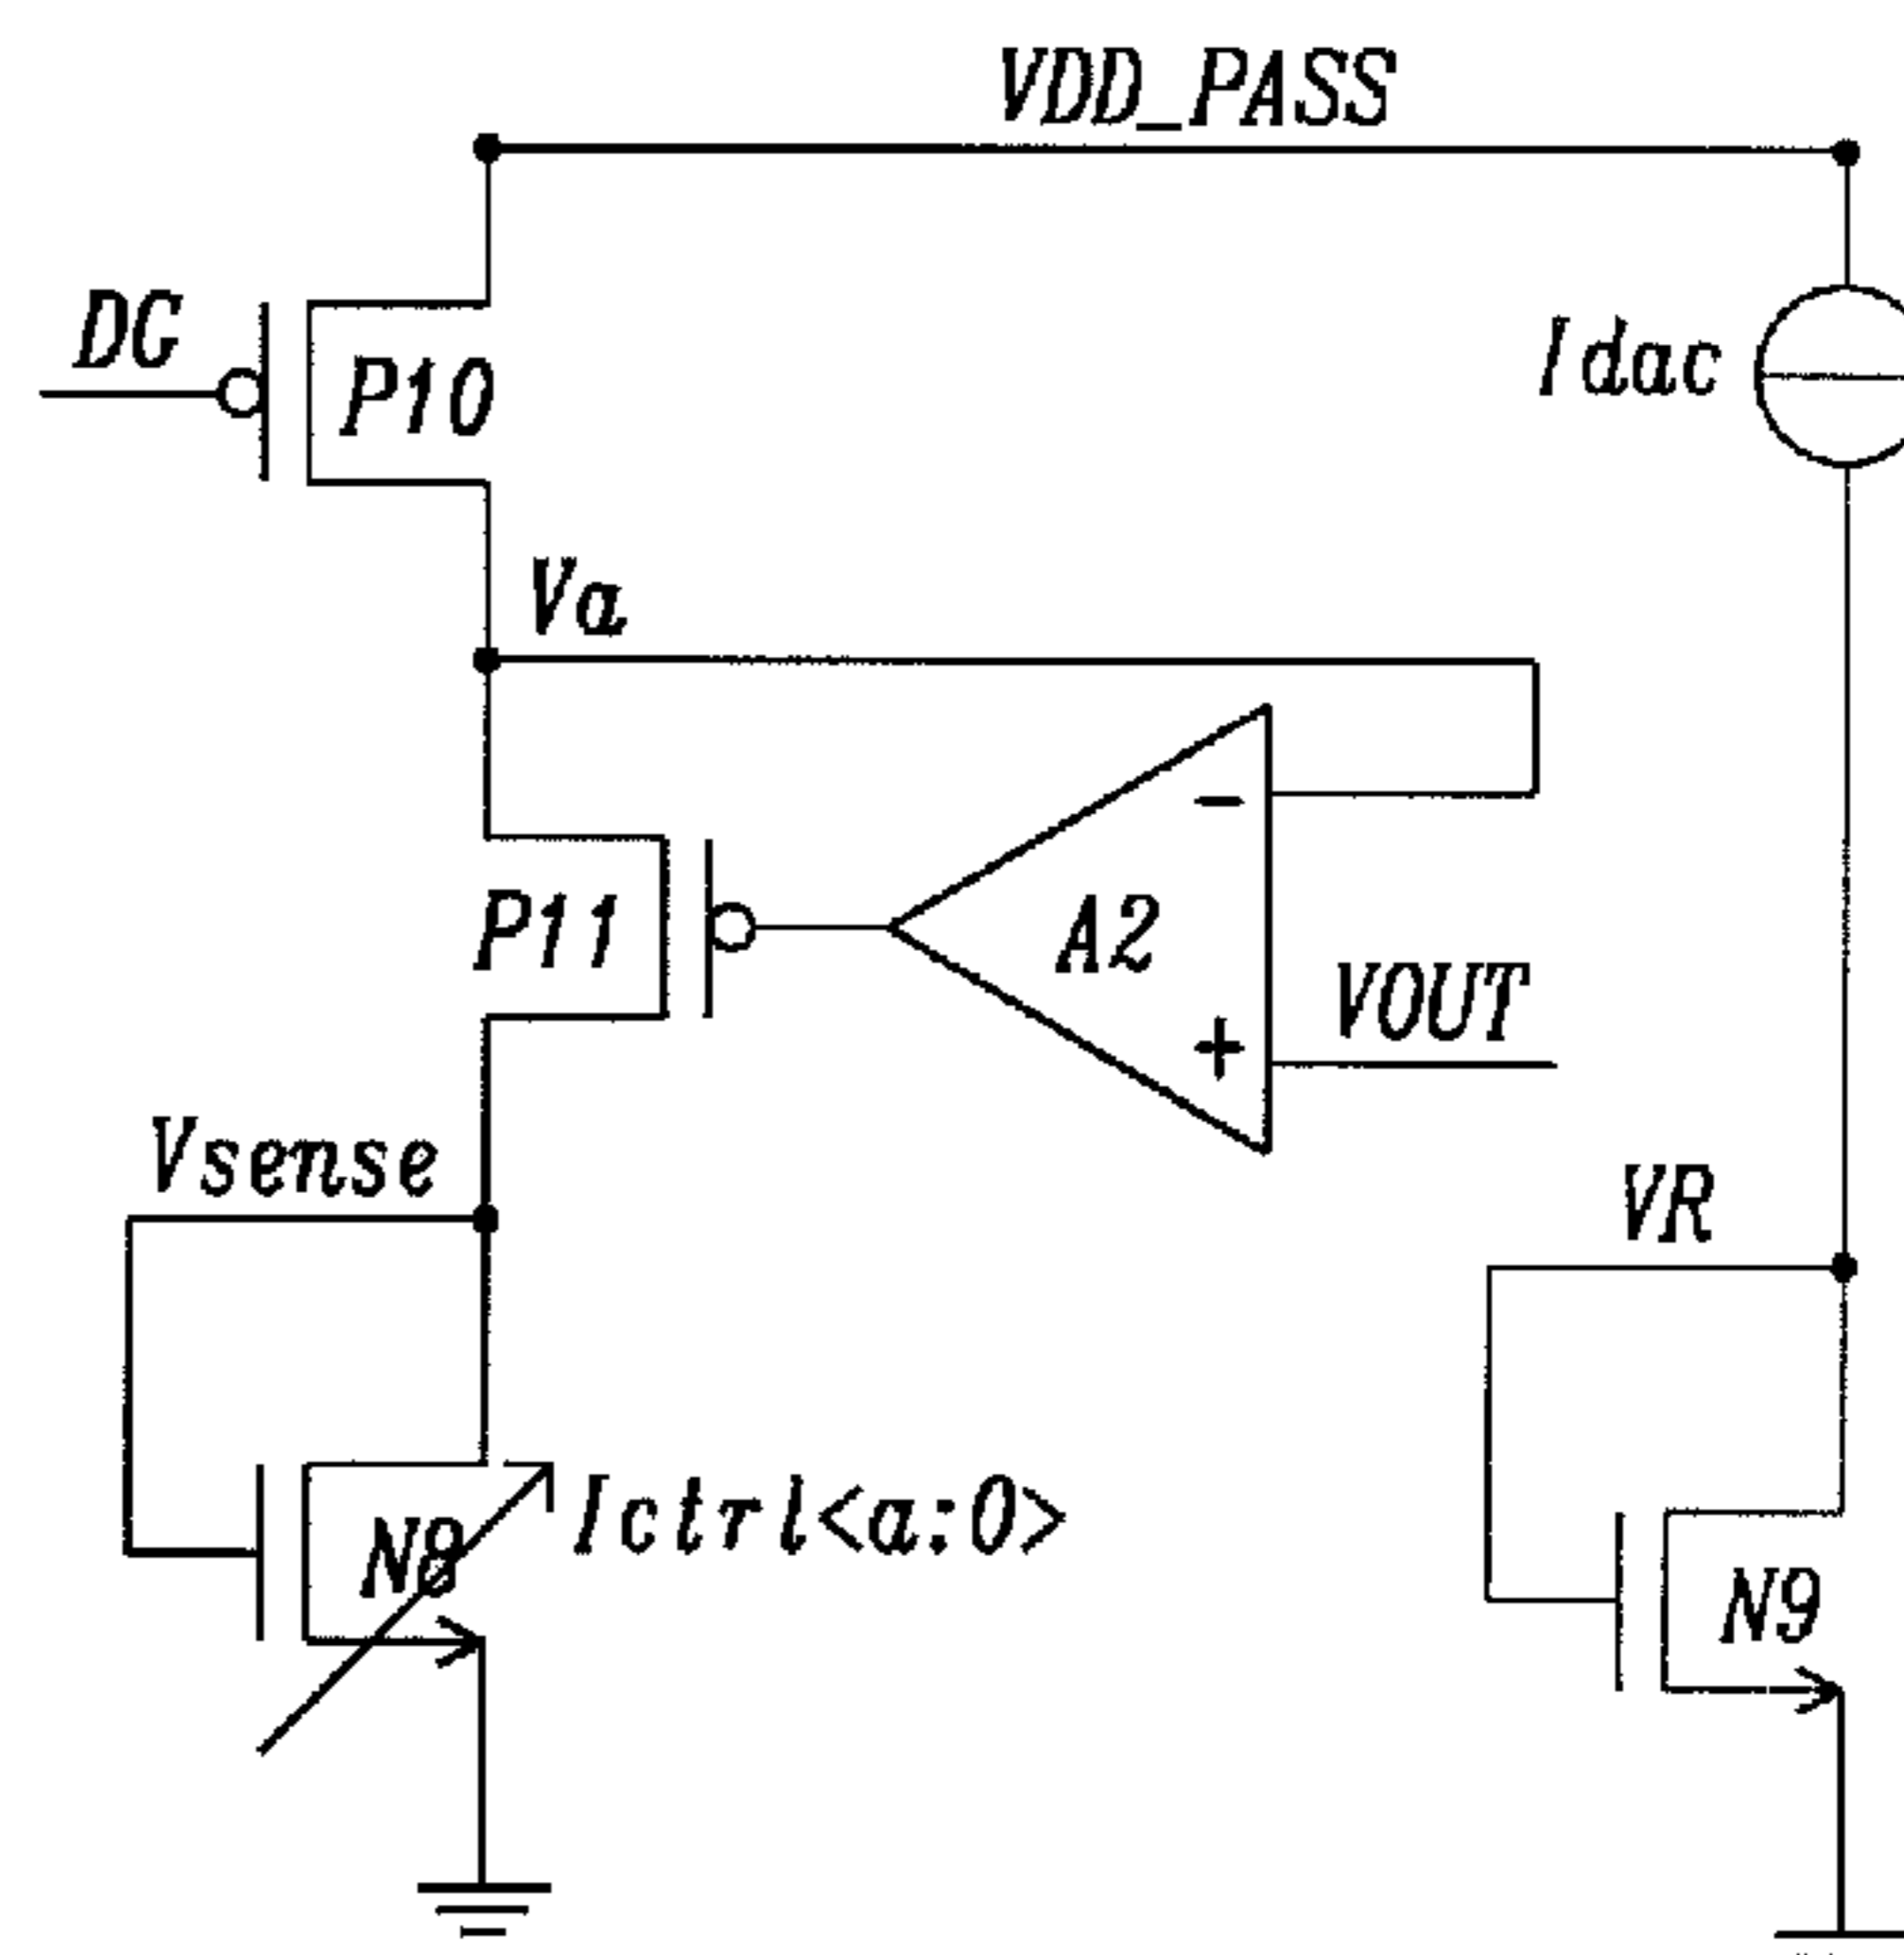 VDD_PASS
DG
P10
Idac
Va
-
P11
A2
VOUT
+
Vsense
VR
Ictrl<a:0>
N8
N9